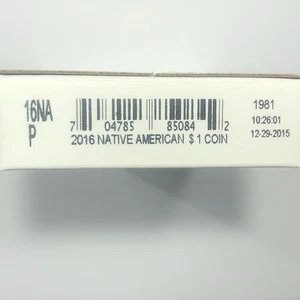 16NA
P
7 04785 85084 2
2016 NATIVE AMERICAN $ 1 COIN
1981
10:26:01
12-29-2015